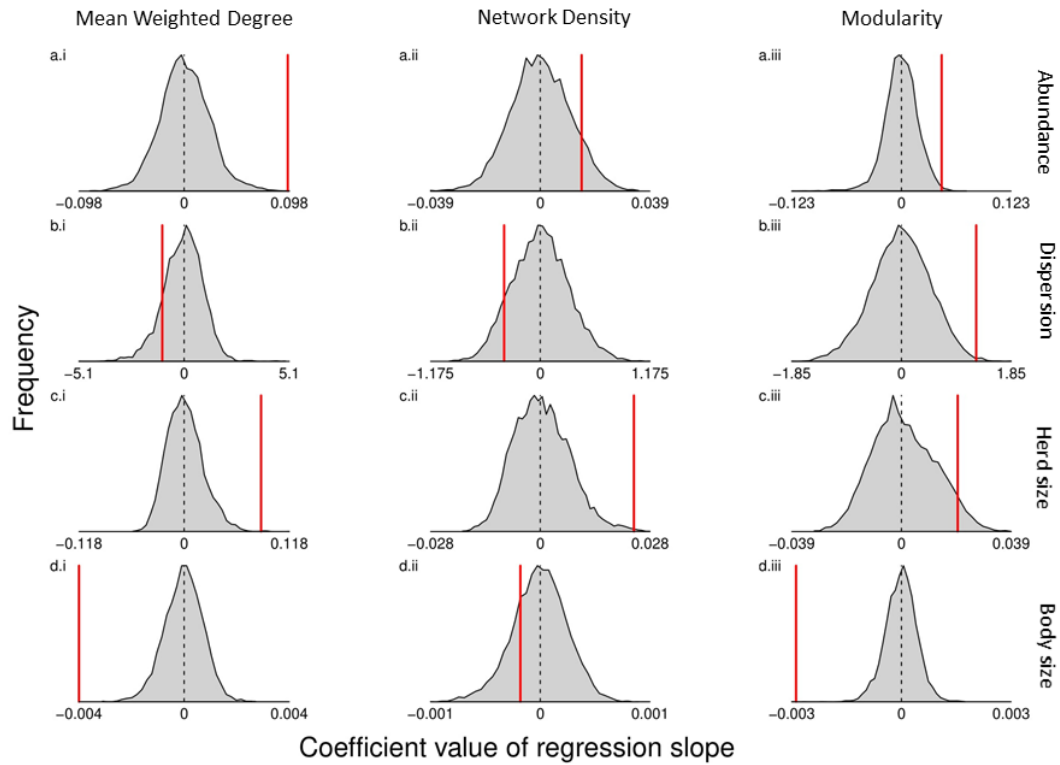 Mean Weighted Degree Network Density Modularity
a.i a.ii a.iii
−0.098 0 0.098 −0.039 0 0.039 −0.123 0 0.123
Abundance
b.i b.ii b.iii
−5.1 0 5.1 −1.175 0 1.175 −1.85 0 1.85
Dispersion
Frequency
c.i c.ii c.iii
−0.118 0 0.118 −0.028 0 0.028 −0.039 0 0.039
Herd size
d.i d.ii d.iii
−0.004 0 0.004 −0.001 0 0.001 −0.003 0 0.003
Body size
Coefficient value of regression slope